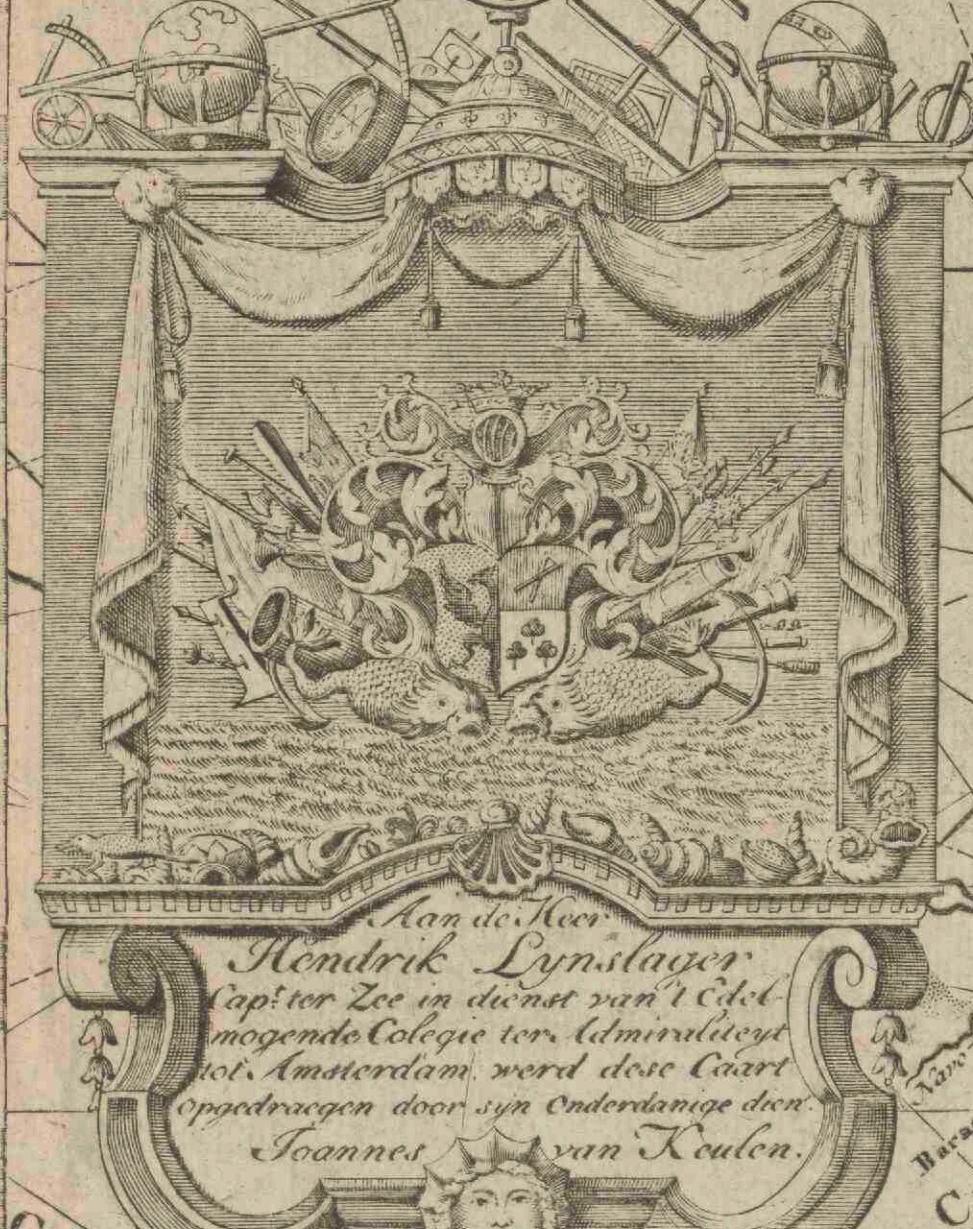 Aan de Heer
Hendrik Lynslager
Capt. ter Zee in dienst van 't Edel-
mogende Colegie ter Admiraliteyt
tot Amsterdam, werd dese Caart
opgedraegen door syn Onderdanige dien.
Joannes van Keulen.
Bara